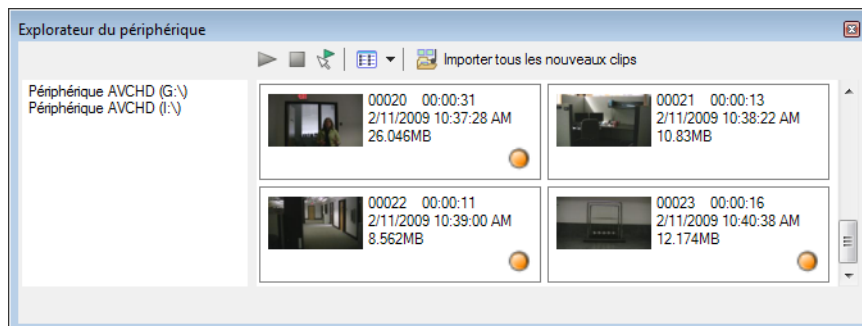 Explorateur du périphérique
Importer tous les nouveaux clips
Périphérique AVCHD (G:\)
Périphérique AVCHD (I:\)
00020 00:00:31
2/11/2009 10:37:28 AM
26.046MB
00021 00:00:13
2/11/2009 10:38:22 AM
10.83MB
00022 00:00:11
2/11/2009 10:39:00 AM
8.562MB
00023 00:00:16
2/11/2009 10:40:38 AM
12.174MB